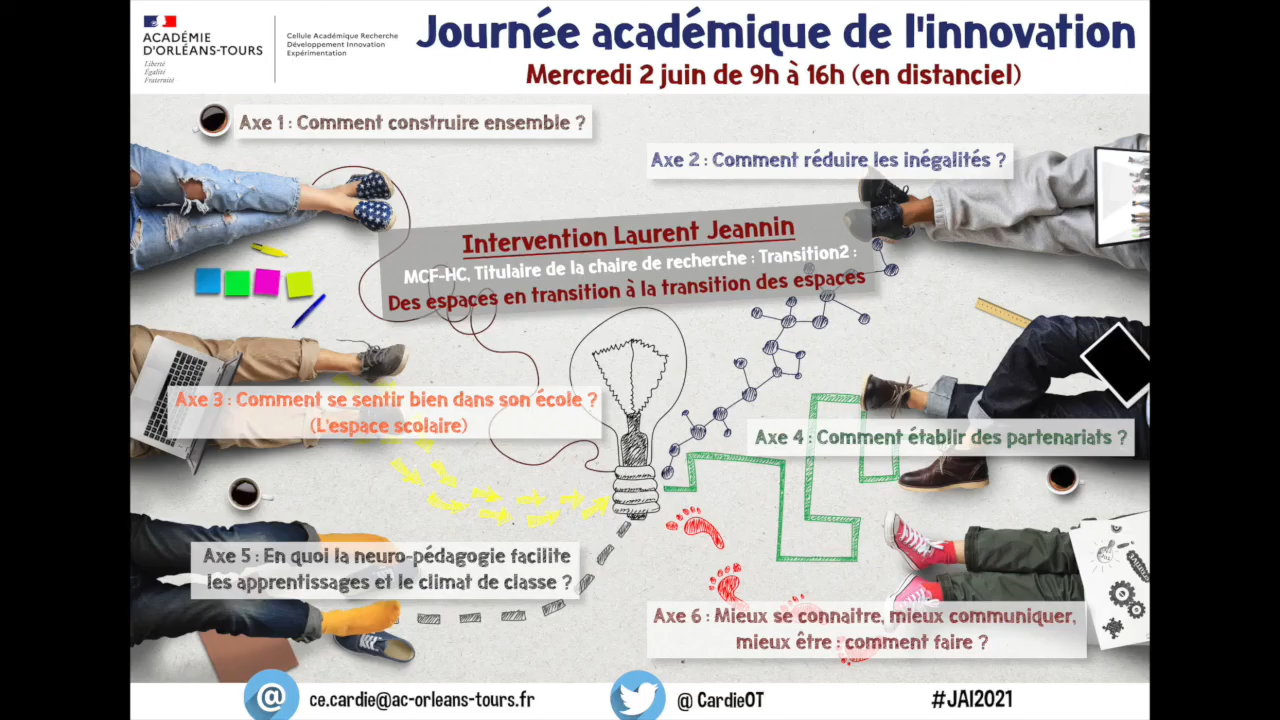 ACADÉMIE
D'ORLÉANS-TOURS
Liberté
Égalité
Fraternité
Cellule Académique Recherche
Développement Innovation
Expérimentation
Journée académique de l'innovation
Mercredi 2 juin de 9h à 16h (en distanciel)
Axe 1 : Comment construire ensemble ?
Axe 2 : Comment réduire les inégalités ?
Intervention Laurent Jeannin
MCF-HC, Titulaire de la chaire de recherche : Transition2 :
Des espaces en transition à la transition des espaces
Axe 3 : Comment se sentir bien dans son école ?
(L'espace scolaire)
Axe 4 : Comment établir des partenariats ?
Axe 5 : En quoi la neuro-pédagogie facilite
les apprentissages et le climat de classe ?
Axe 6 : Mieux se connaitre, mieux communiquer,
mieux être : comment faire ?
@ ce.cardie@ac-orleans-tours.fr
@ CardieOT
#JAI2021